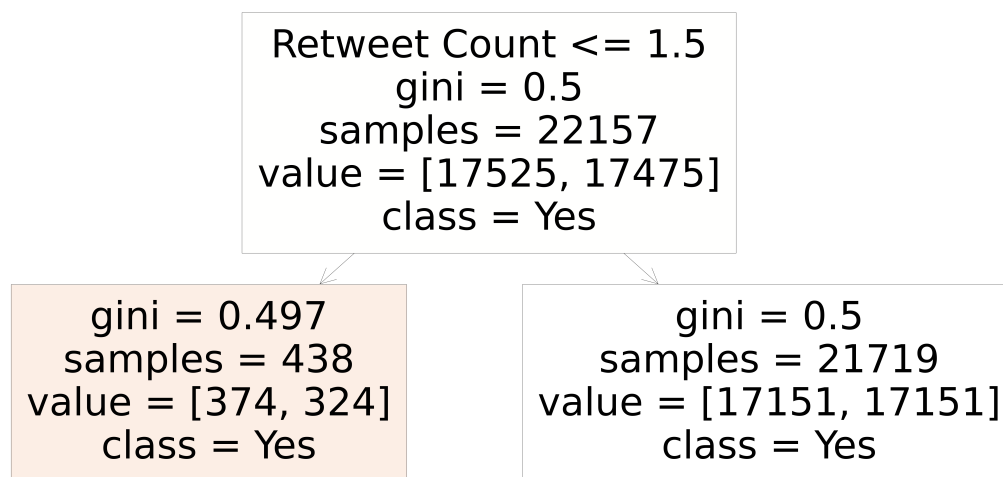 Retweet Count <= 1.5
gini = 0.5
samples = 22157
value = [17525, 17475]
class = Yes
gini = 0.497
samples = 438
value = [374, 324]
class = Yes
gini = 0.5
samples = 21719
value = [17151, 17151]
class = Yes